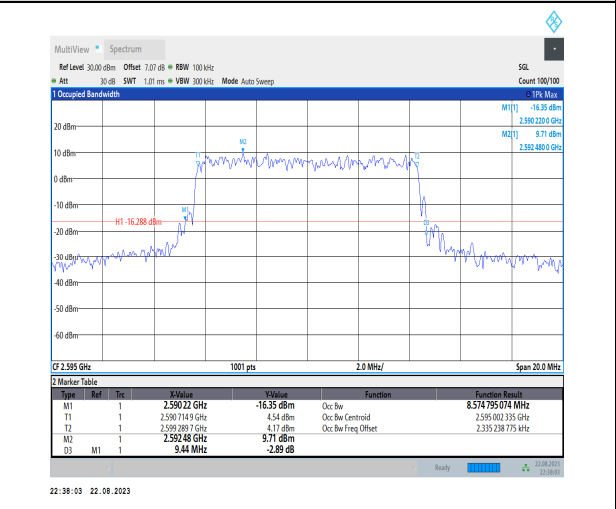 MultiView Spectrum
Ref Level 30.00 dBm Offset 7.07 dB RBW 100 kHz SGL
Att 30 dB SWT 1.01 ms VBW 300 kHz Mode Auto Sweep Count 100/100
1 Occupied Bandwidth 1Pk Max
M1[1] -16.35 dBm
2.590 220 0 GHz
M2[1] 9.71 dBm
2.592 480 0 GHz
20 dBm
M2
10 dBm
T1 T2
0 dBm
-10 dBm
M1
H1 -16.288 dBm
D3
-20 dBm
-30 dBm
-40 dBm
-50 dBm
-60 dBm
CF 2.595 GHz 1001 pts 2.0 MHz/ Span 20.0 MHz
2 Marker Table
Type Ref Trc X-Value Y-Value Function Function Result
M1 1 2.590 22 GHz -16.35 dBm Occ Bw 8.574 795 074 MHz
T1 1 2.590 714 9 GHz 4.54 dBm Occ Bw Centroid 2.595 002 335 GHz
T2 1 2.599 289 7 GHz 4.17 dBm Occ Bw Freq Offset 2.335 238 775 kHz
M2 1 2.592 48 GHz 9.71 dBm
D3 M1 1 9.44 MHz -2.89 dB
Ready 22.08.2023
22:38:03
22:38:03 22.08.2023